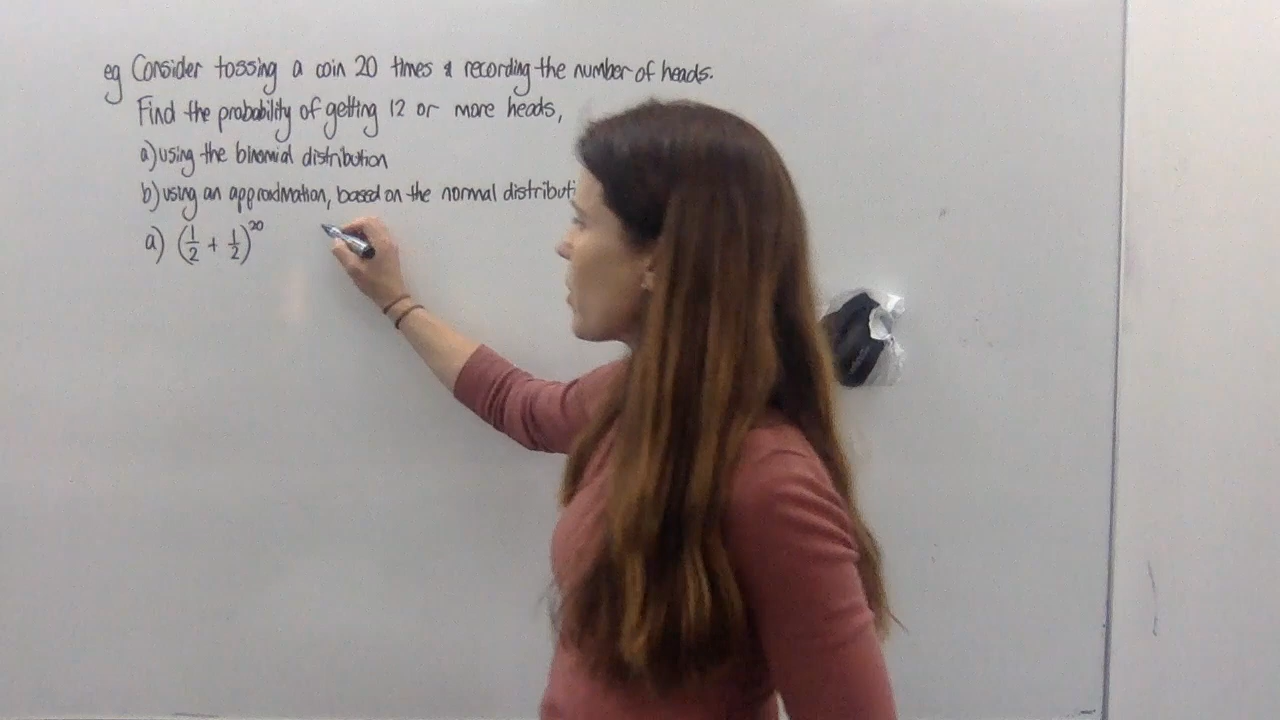 eg Consider tossing a coin 20 times & recording the number of heads.
Find the probability of getting 12 or more heads,
a) using the binomial distribution
b) using an approximation, based on the normal distributi
a) (1/2 + 1/2)^20